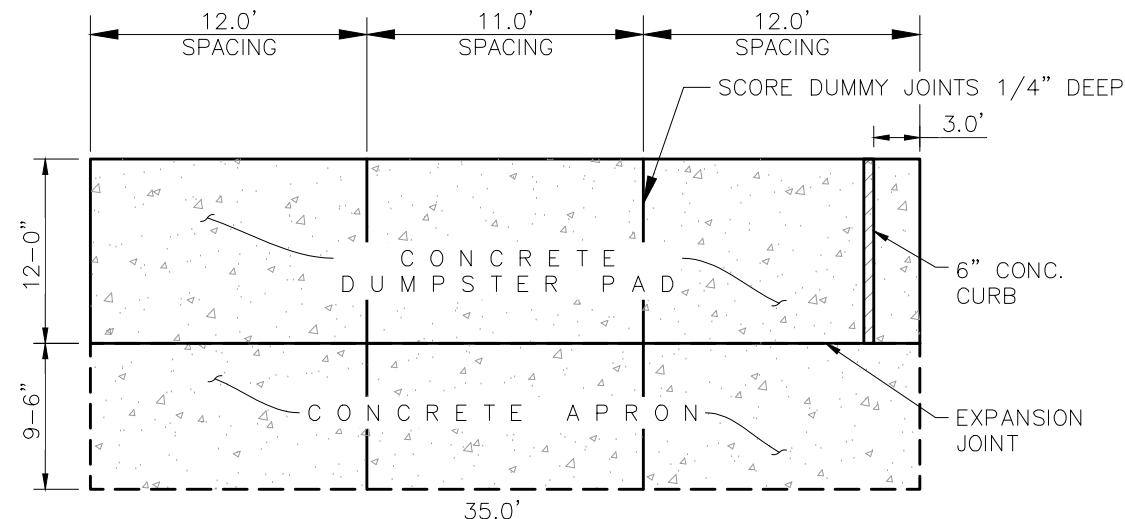 12.0'
SPACING
11.0'
SPACING
12.0'
SPACING
SCORE DUMMY JOINTS 1/4" DEEP
3.0'
12-0"
CONCRETE
DUMPSTER PAD
6" CONC.
CURB
9-6"
CONCRETE APRON
EXPANSION
JOINT
35.0'